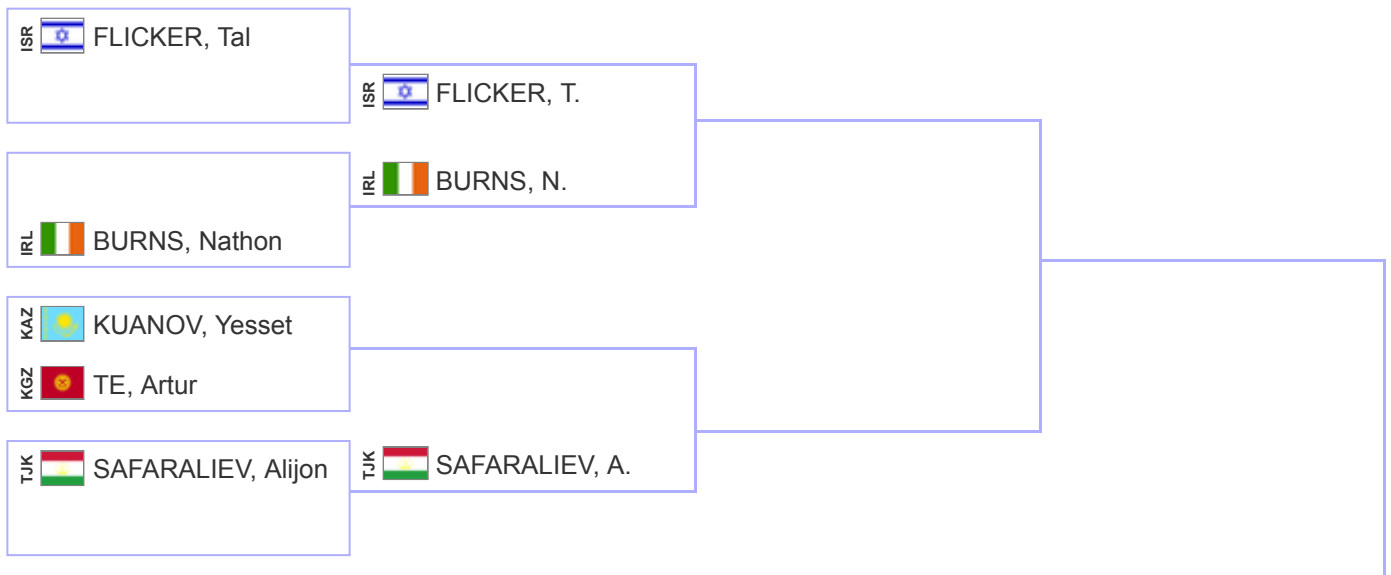 ISR FLICKER, Tal
ISR FLICKER, T.
IRL BURNS, N.
IRL BURNS, Nathon
KAZ KUANOV, Yesset
KGZ TE, Artur
TJK SAFARALIEV, Alijon
TJK SAFARALIEV, A.